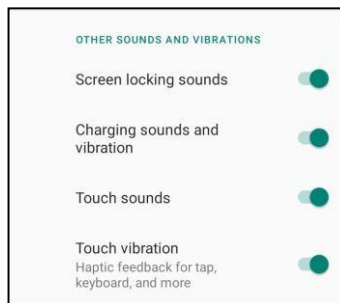 OTHER SOUNDS AND VIBRATIONS
Screen locking sounds
Charging sounds and
vibration
Touch sounds
Touch vibration
Haptic feedback for tap,
keyboard, and more